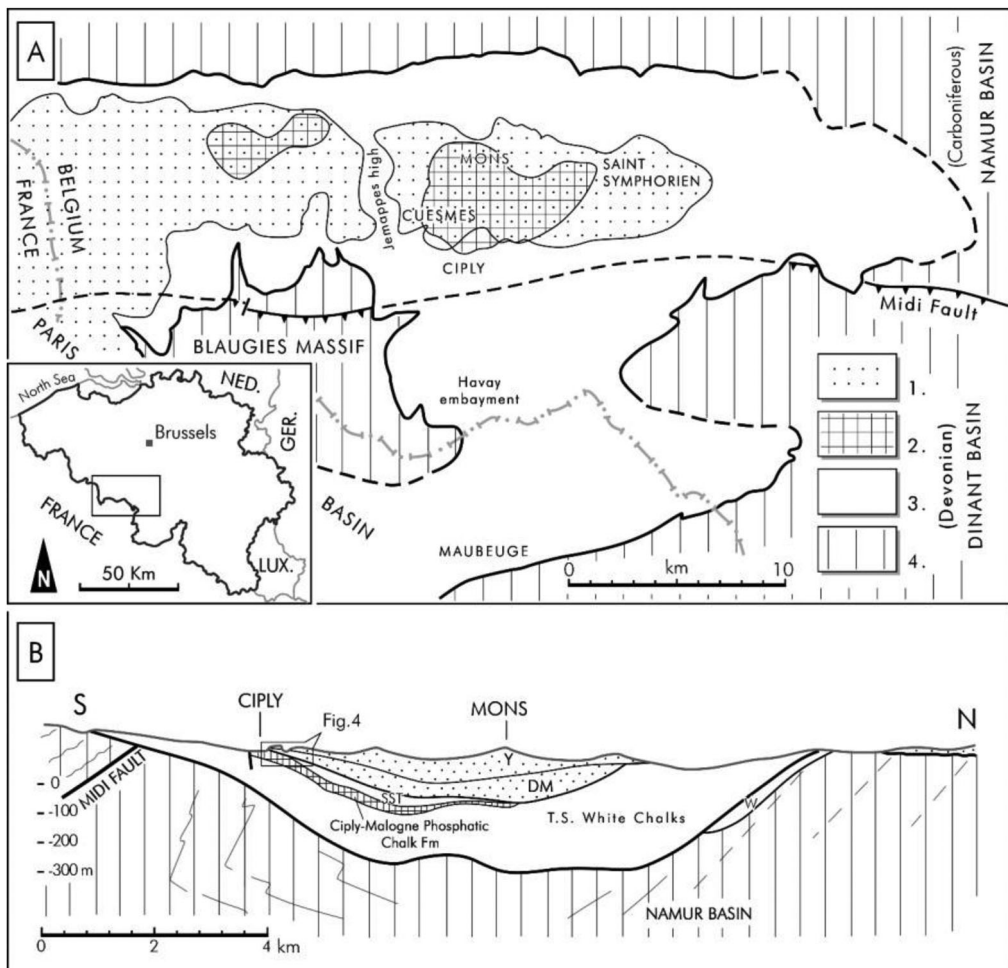 A
(Carboniferous)
NAMUR BASIN
BELGIUM
FRANCE
MONS
SAINT
SYMPHORIEN
Jemappes high
CUESMES
CIPLY
Midi Fault
PARIS
BLAUGIES MASSIF
Havay
embayment
BASIN
MAUBEUGE
0 km 10
1.
2.
3.
4.
(Devonian)
DINANT BASIN
North Sea
NED.
GER.
Brussels
FRANCE
LUX.
N
50 Km
B
S
CIPLY
Fig.4
MONS
N
MIDI FAULT
Y
DM
SST
W
T.S. White Chalks
Ciply-Malogne Phosphatic
Chalk Fm
0
-100
-200
-300 m
NAMUR BASIN
0 2 4 km